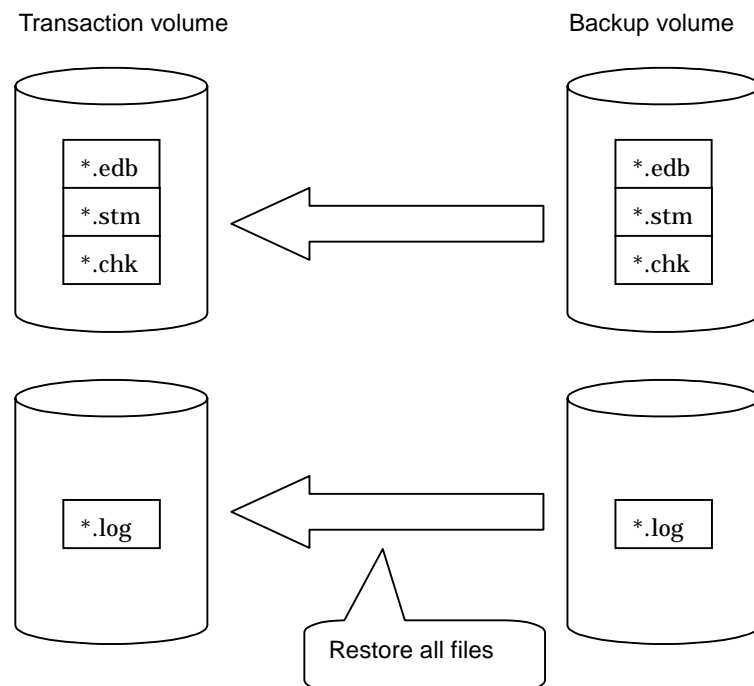 Transaction volume
Backup volume
*.edb
*.stm
*.chk
*.edb
*.stm
*.chk
*.log
*.log
Restore all files